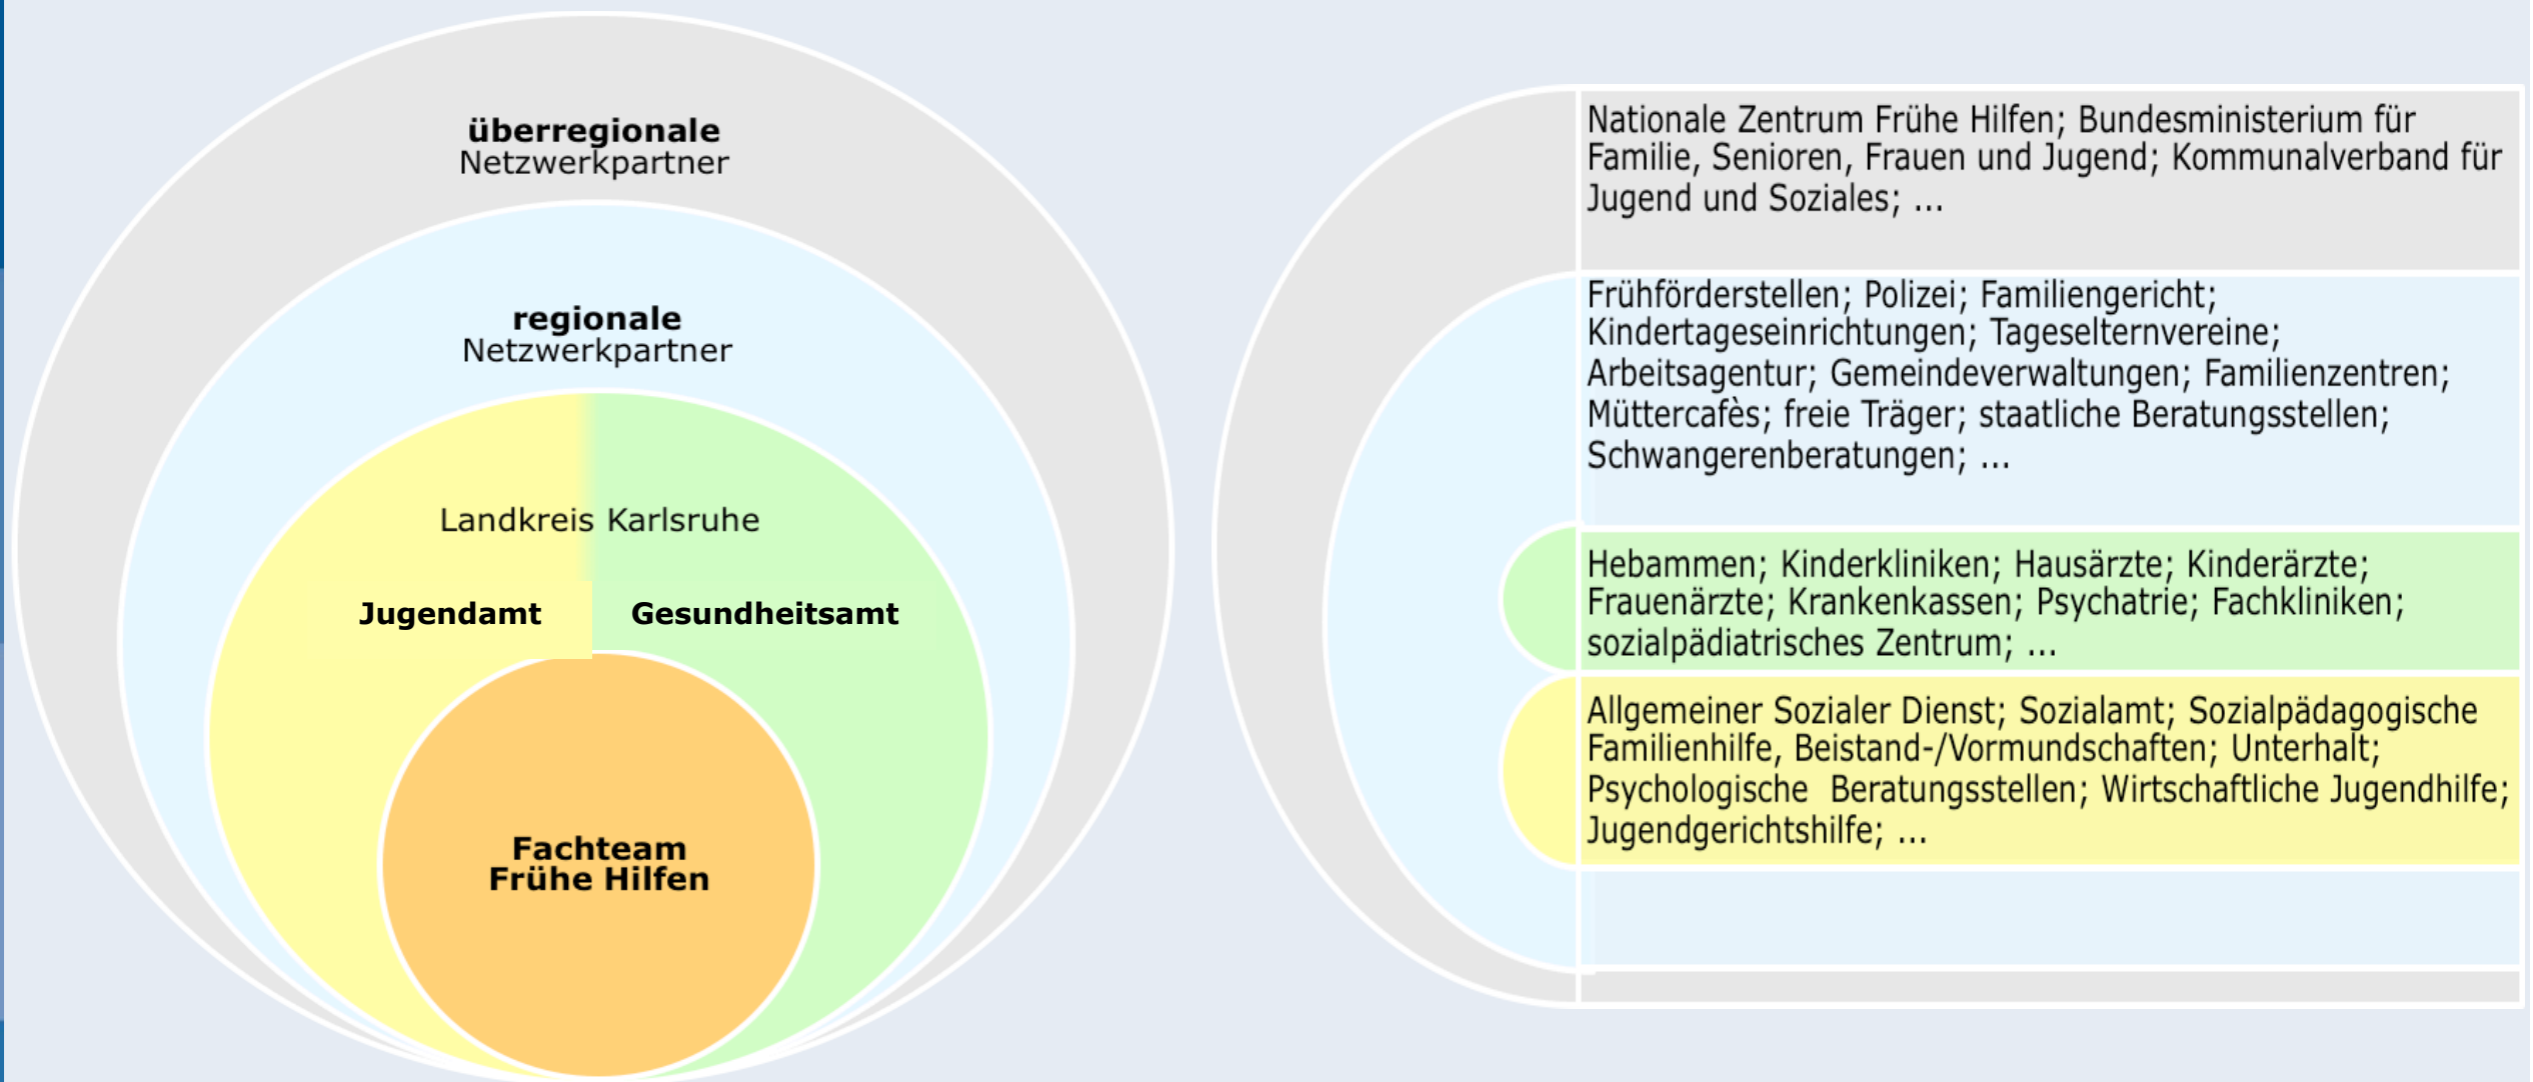 überregionale
Netzwerkpartner
regionale
Netzwerkpartner
Landkreis Karlsruhe
Jugendamt
Gesundheitsamt
Fachteam
Frühe Hilfen
Nationale Zentrum Frühe Hilfen; Bundesministerium für
Familie, Senioren, Frauen und Jugend; Kommunalverband für
Jugend und Soziales; ...
Frühförderstellen; Polizei; Familiengericht;
Kindertageseinrichtungen; Tageselternvereine;
Arbeitsagentur; Gemeindeverwaltungen; Familienzentren;
Müttercafès; freie Träger; staatliche Beratungsstellen;
Schwangerenberatungen; ...
Hebammen; Kinderkliniken; Hausärzte; Kinderärzte;
Frauenärzte; Krankenkassen; Psychatrie; Fachkliniken;
sozialpädiatrisches Zentrum; ...
Allgemeiner Sozialer Dienst; Sozialamt; Sozialpädagogische
Familienhilfe, Beistand-/Vormundschaften; Unterhalt;
Psychologische  Beratungsstellen; Wirtschaftliche Jugendhilfe;
Jugendgerichtshilfe; ...